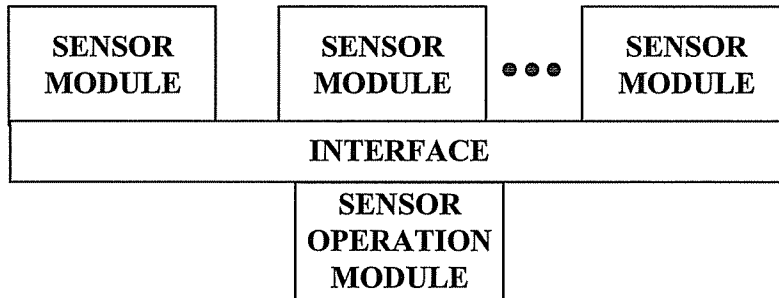 SENSOR
MODULE
SENSOR
MODULE
SENSOR
MODULE
INTERFACE
SENSOR
OPERATION
MODULE